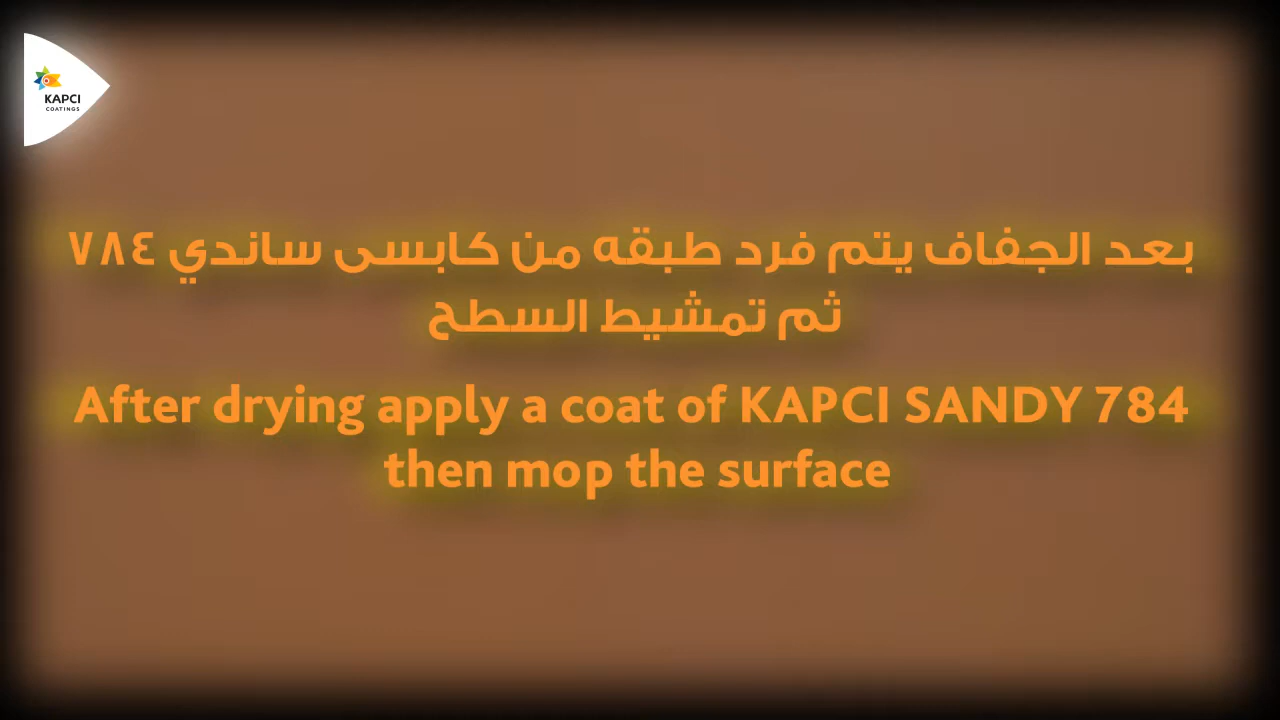 KAPCI
COATINGS
بعد الجفاف يتم فرد طبقه من كابسى ساندي ٧٨٤
ثم تمشيط السطح
After drying apply a coat of KAPCI SANDY 784
then mop the surface